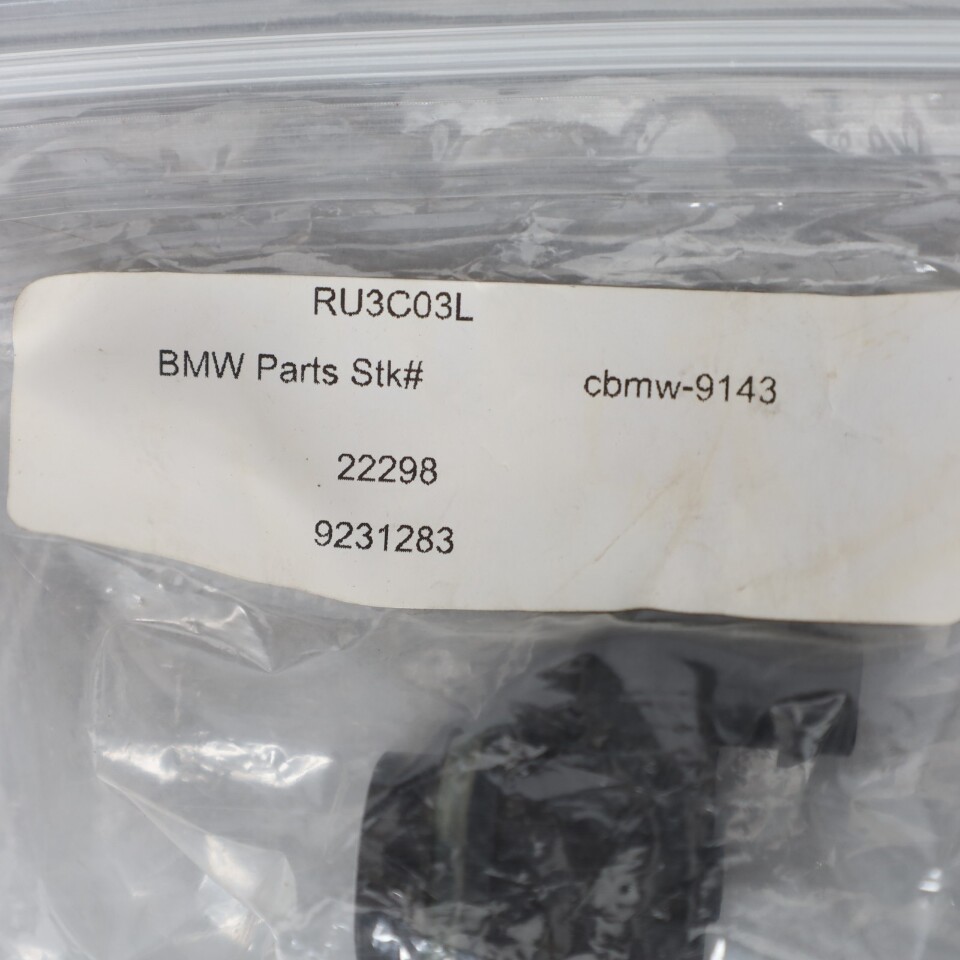 RU3C03L
BMW Parts Stk# cbmw-9143
22298
9231283